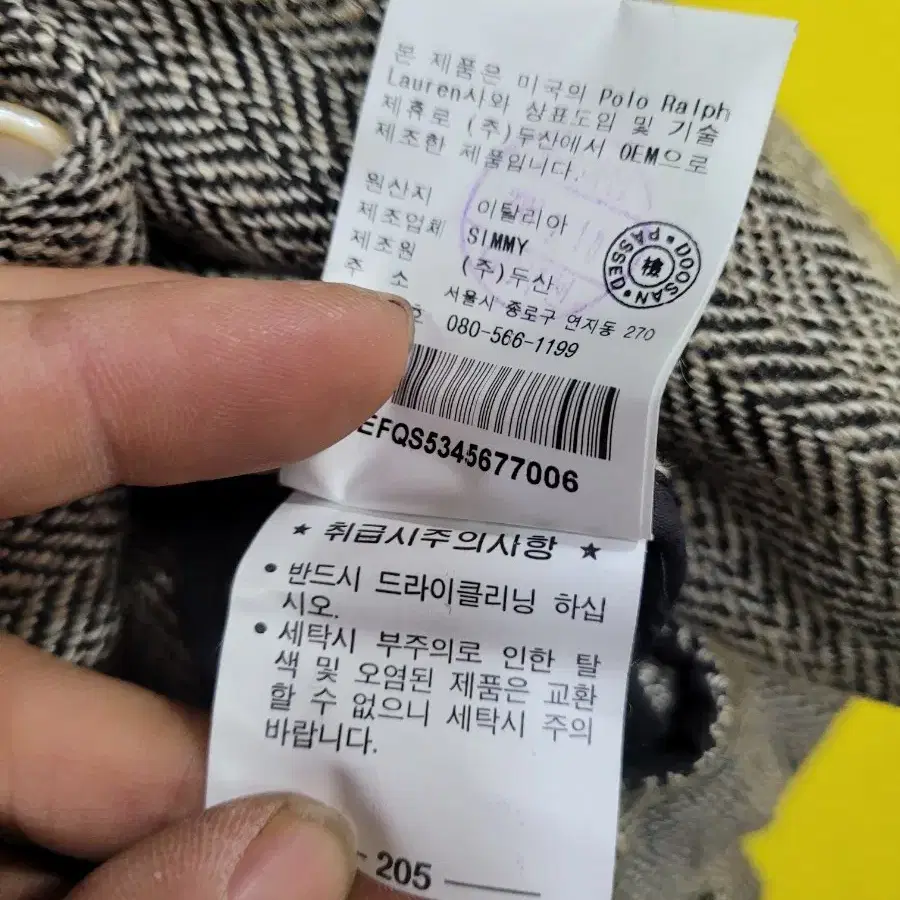 본 제품은 미국의 Polo Ralph
Lauren사와 상표도입 및 기술
제휴로 (주)두산에서 OEM으로
제조한 제품입니다.
원산지 이탈리아
제조업체 SIMMY
제조원 (주)두산
주 소 서울시 종로구 연지동 270
호 080-566-1199
DOOSAN • PASSED •
檢
EFQS5345677006
★ 취급시주의사항 ★
• 반드시 드라이클리닝 하십
시오.
• 세탁시 부주의로 인한 탈
색 및 오염된 제품은 교환
할 수 없으니 세탁시 주의
바랍니다.
- 205